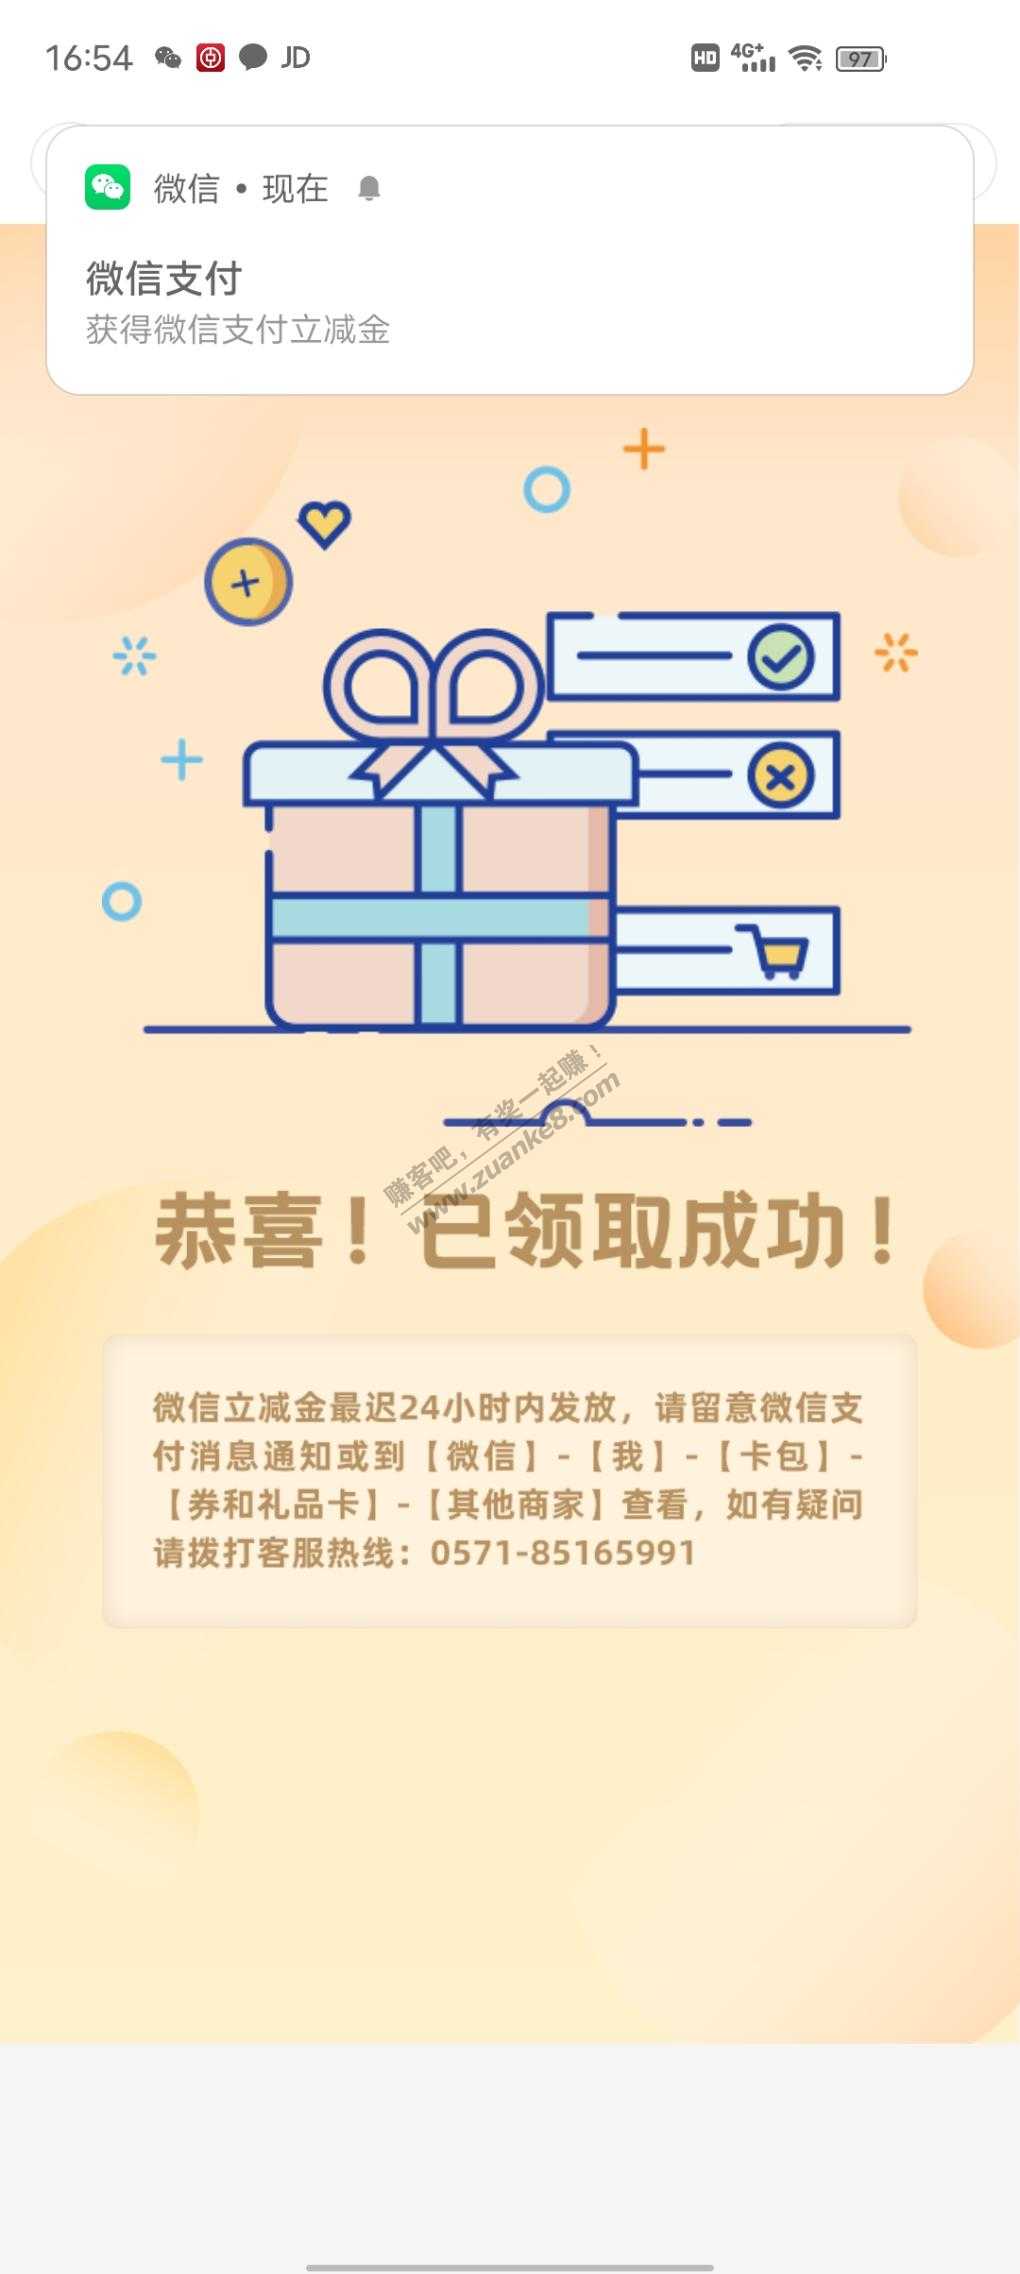 16:54 JD HD 4G+ 97
微信 • 现在
微信支付
获得微信支付立减金
赚客吧，有奖一起赚！
www.zuanke8.com
恭喜！已领取成功！
微信立减金最迟24小时内发放，请留意微信支
付消息通知或到【微信】-【我】-【卡包】-
【券和礼品卡】-【其他商家】查看，如有疑问
请拨打客服热线：0571-85165991